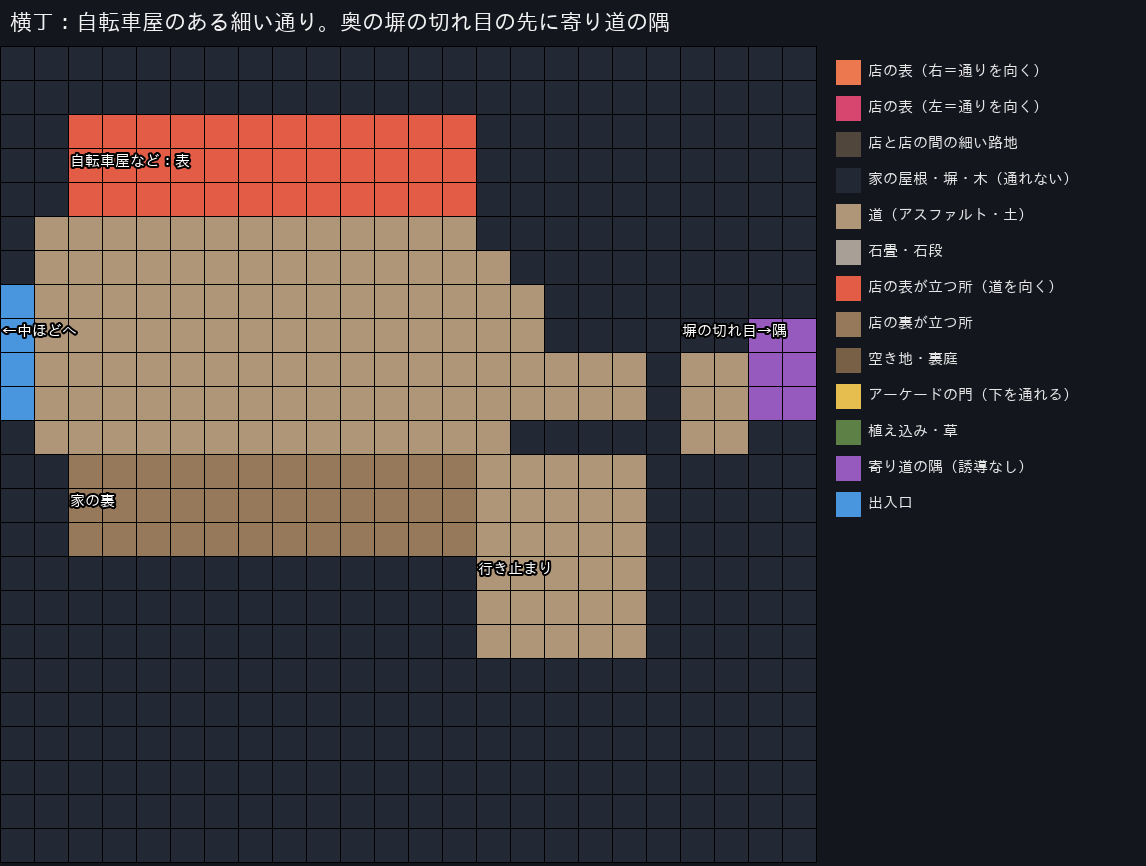 横丁：自転車屋のある細い通り。奥の塀の切れ目の先に寄り道の隅
自転車屋など：表
←中ほどへ
塀の切れ目→隅
家の裏
行き止まり
店の表（右＝通りを向く）
店の表（左＝通りを向く）
店と店の間の細い路地
家の屋根・塀・木（通れない）
道（アスファルト・土）
石畳・石段
店の表が立つ所（道を向く）
店の裏が立つ所
空き地・裏庭
アーケードの門（下を通れる）
植え込み・草
寄り道の隅（誘導なし）
出入口